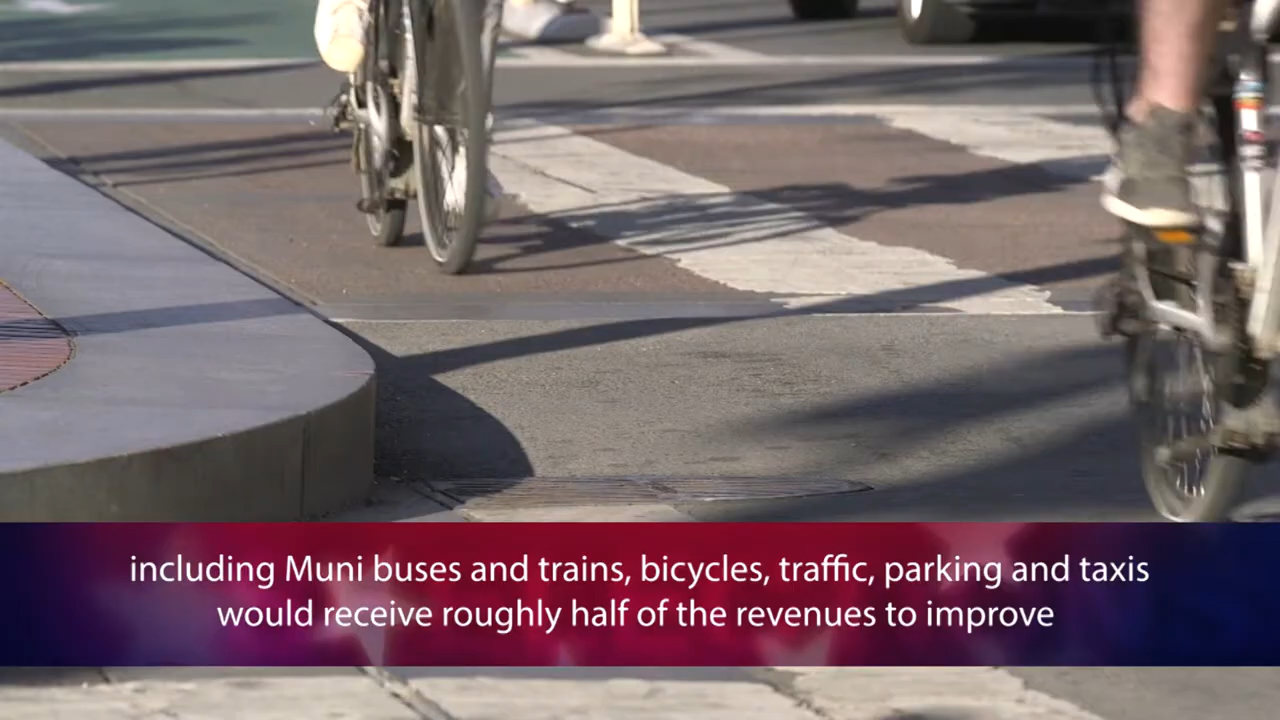 including Muni buses and trains, bicycles, traffic, parking and taxis
would receive roughly half of the revenues to improve